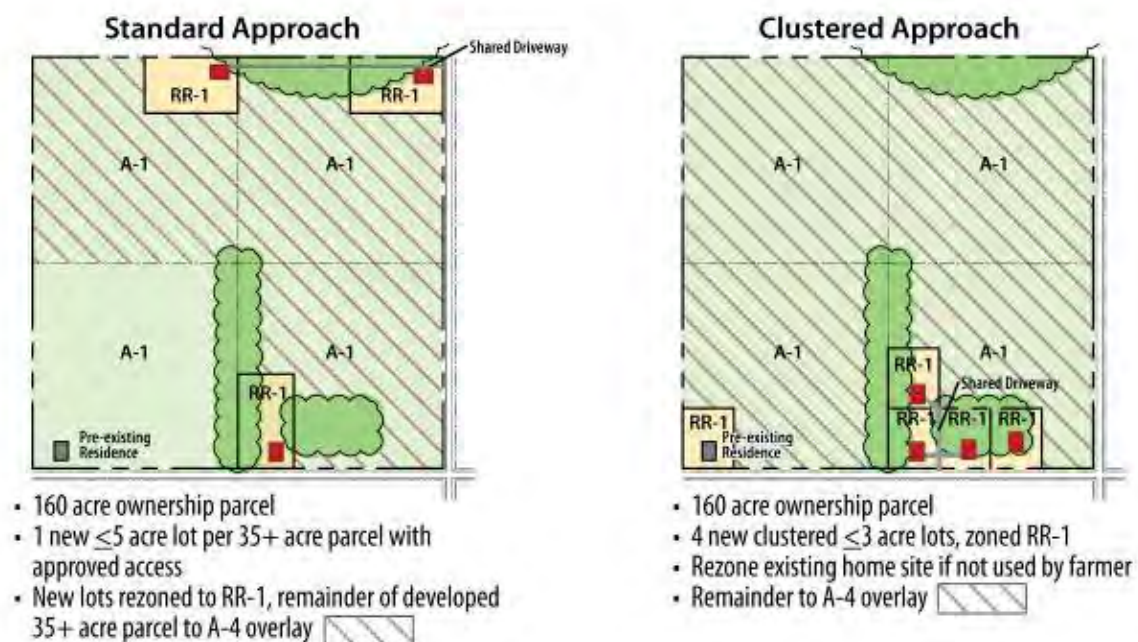 Standard Approach
Shared Driveway
RR-1
RR-1
A-1
A-1
A-1
A-1
RR-1
Pre-existing
Residence
▪ 160 acre ownership parcel
▪ 1 new ≤5 acre lot per 35+ acre parcel with
approved access
▪ New lots rezoned to RR-1, remainder of developed
35+ acre parcel to A-4 overlay
Clustered Approach
A-1
A-1
A-1
A-1
RR-1
Shared Driveway
RR-1
RR-1
RR-1
RR-1
Pre-existing
Residence
▪ 160 acre ownership parcel
▪ 4 new clustered ≤3 acre lots, zoned RR-1
▪ Rezone existing home site if not used by farmer
▪ Remainder to A-4 overlay